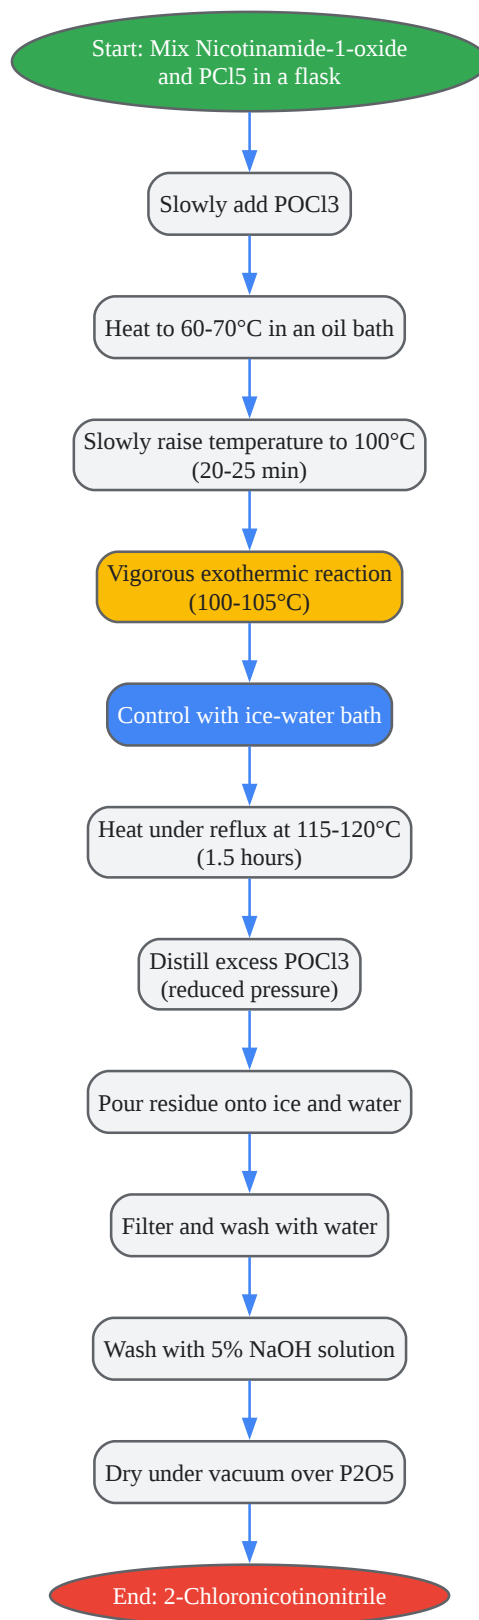 Start: Mix Nicotinamide-1-oxide
and PCl5 in a flask
Slowly add POCl3
Heat to 60-70°C in an oil bath
Slowly raise temperature to 100°C
(20-25 min)
Vigorous exothermic reaction
(100-105°C)
Control with ice-water bath
Heat under reflux at 115-120°C
(1.5 hours)
Distill excess POCl3
(reduced pressure)
Pour residue onto ice and water
Filter and wash with water
Wash with 5% NaOH solution
Dry under vacuum over P2O5
End: 2-Chloronicotinonitrile